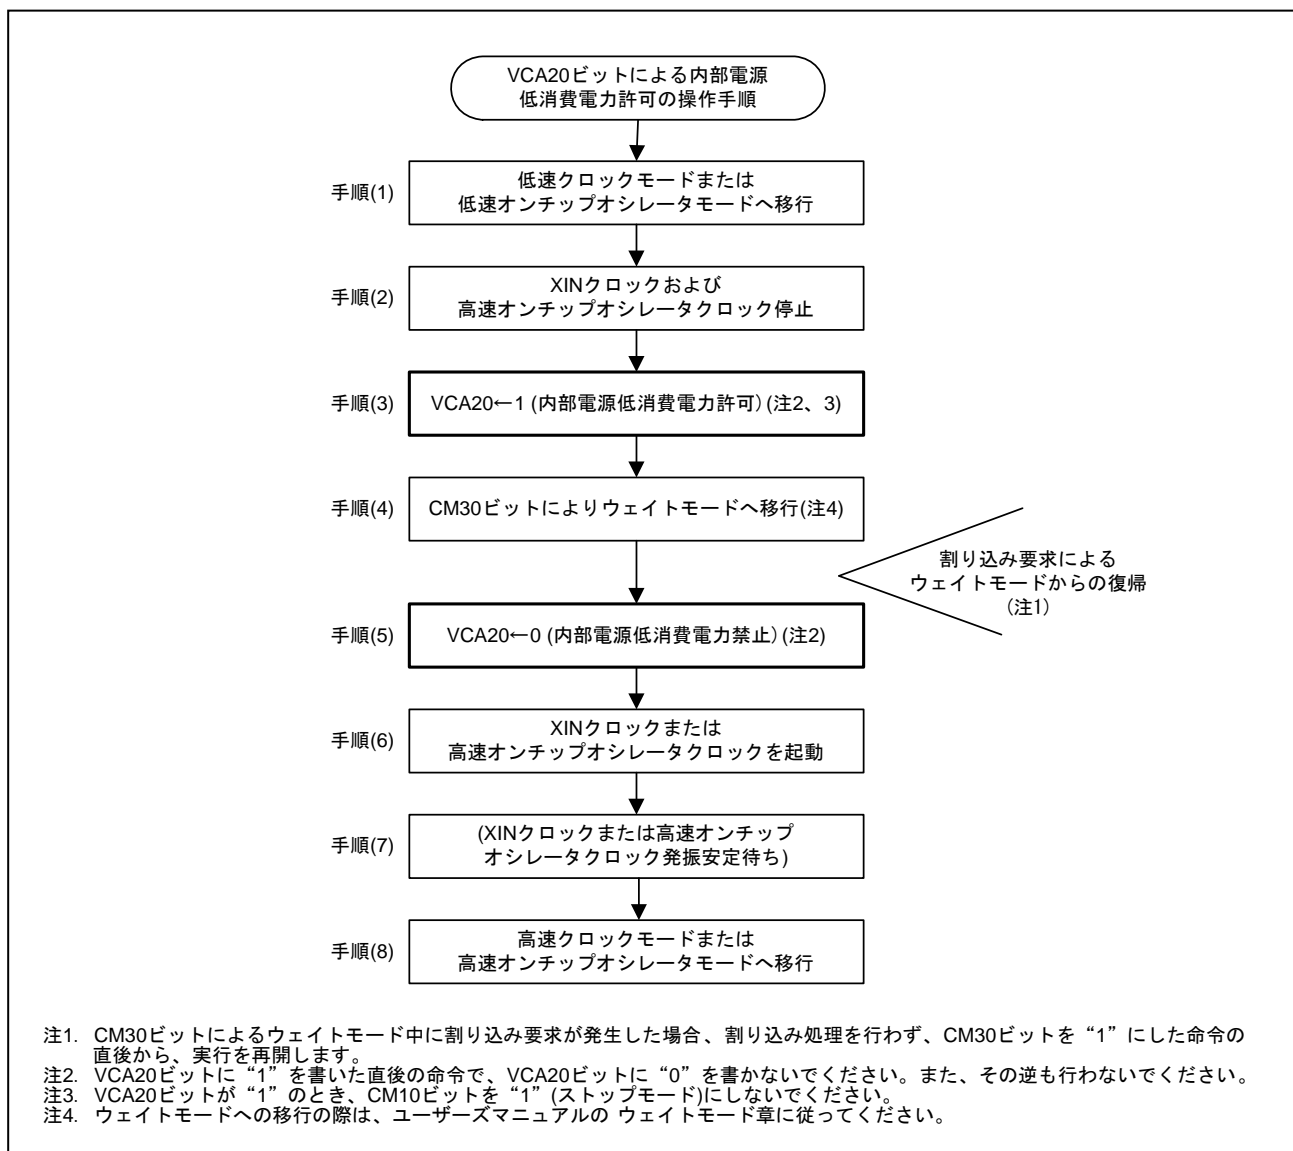 VCA20ビットによる内部電源
低消費電力許可の操作手順
手順(1)
低速クロックモードまたは
低速オンチップオシレータモードへ移行
手順(2)
XINクロックおよび
高速オンチップオシレータクロック停止
手順(3)
VCA20←1 (内部電源低消費電力許可)(注2、3)
手順(4)
CM30ビットによりウェイトモードへ移行(注4)
割り込み要求による
ウェイトモードからの復帰
(注1)
手順(5)
VCA20←0 (内部電源低消費電力禁止)(注2)
手順(6)
XINクロックまたは
高速オンチップオシレータクロックを起動
手順(7)
(XINクロックまたは高速オンチップ
オシレータクロック発振安定待ち)
手順(8)
高速クロックモードまたは
高速オンチップオシレータモードへ移行
注1. CM30ビットによるウェイトモード中に割り込み要求が発生した場合、割り込み処理を行わず、CM30ビットを“1”にした命令の
直後から、実行を再開します。
注2. VCA20ビットに“1”を書いた直後の命令で、VCA20ビットに“0”を書かないでください。また、その逆も行わないでください。
注3. VCA20ビットが“1”のとき、CM10ビットを“1”(ストップモード)にしないでください。
注4. ウェイトモードへの移行の際は、ユーザーズマニュアルの ウェイトモード章に従ってください。